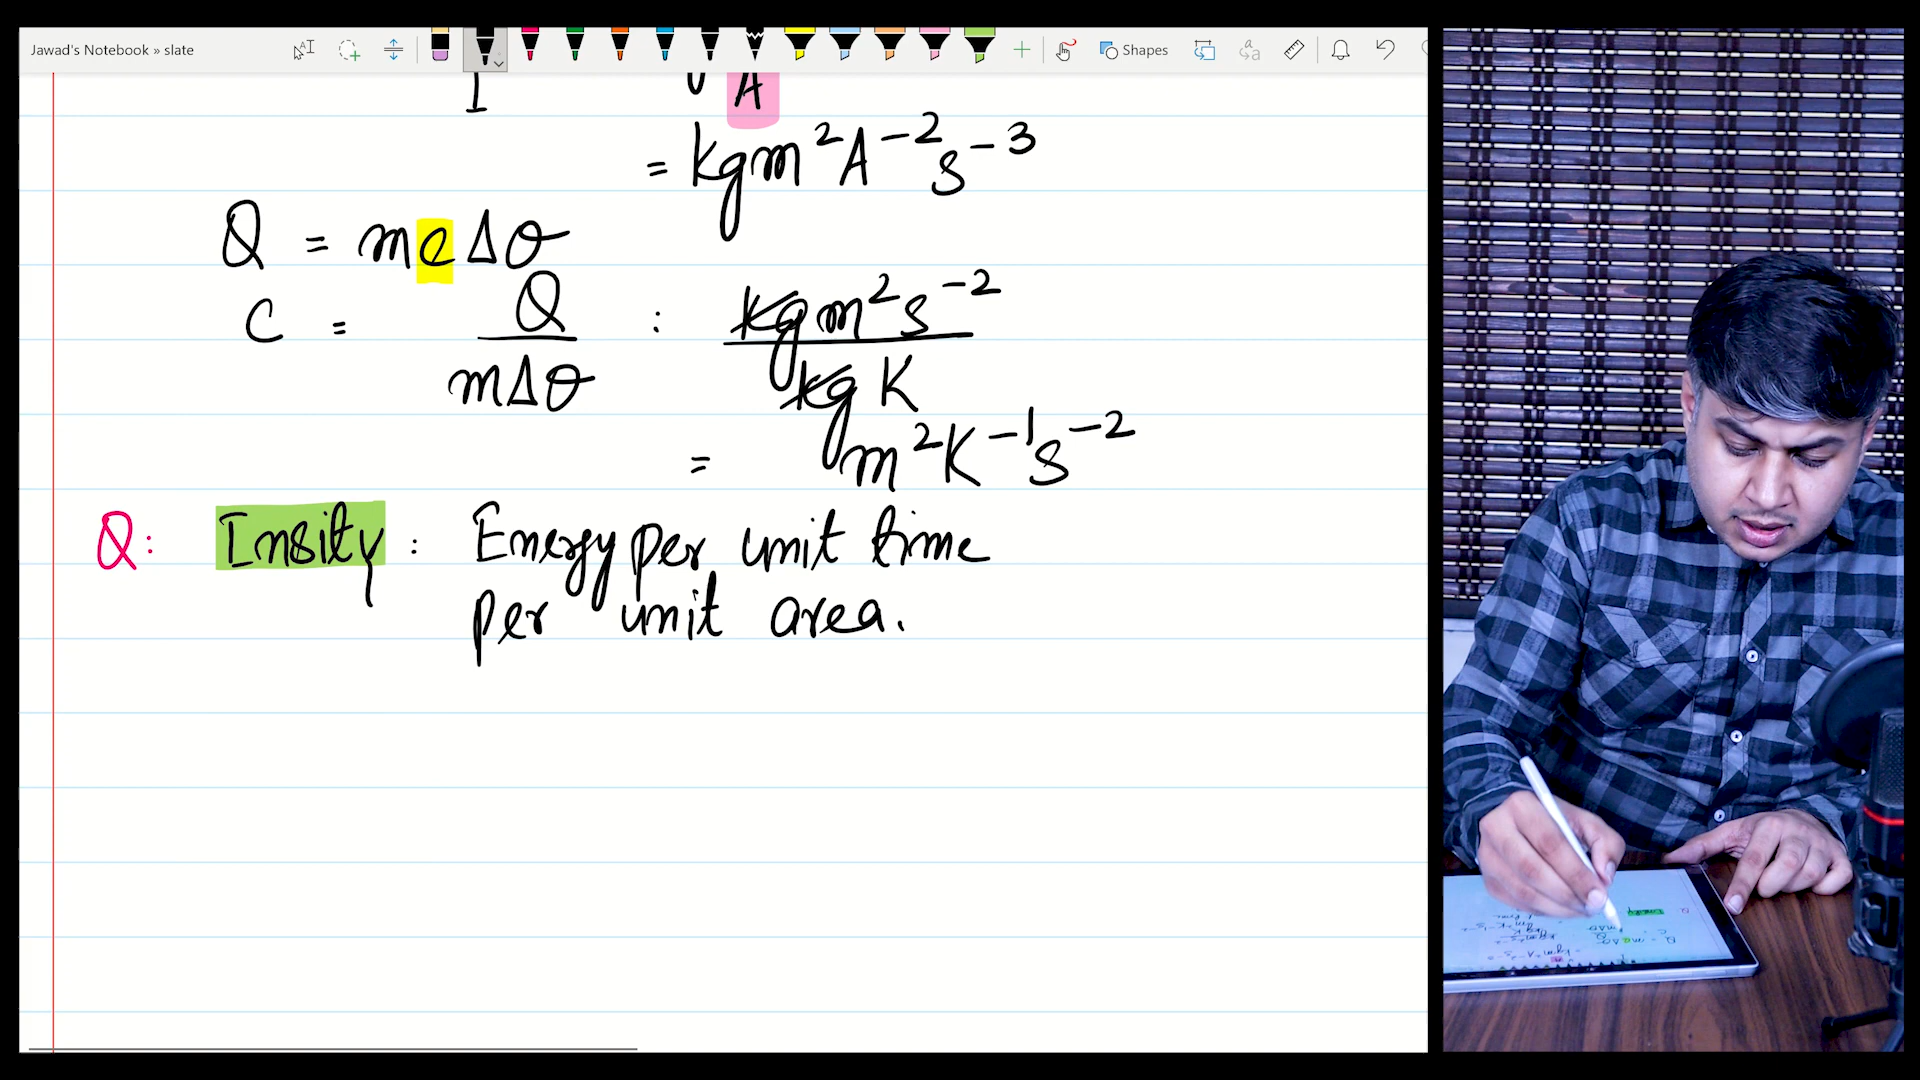 Jawad's Notebook » slate
Shapes
I
A
= kgm²A⁻²s⁻³
Q = mcΔθ
C = Q / mΔθ : kgm²s⁻² / kg K
= m²K⁻¹s⁻²
Q: Insity : Energy per unit time
per unit area.